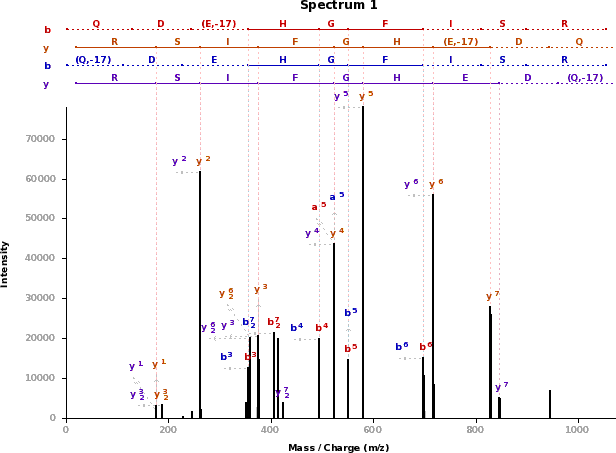 Spectrum 1
b Q D (E,-17) H G F I S R
y R S I F G H (E,-17) D Q
b (Q,-17) D E H G F I S R
y R S I F G H E D (Q,-17)
y 5 y 5
y 2 y 2
y 6 y 6
a 5
a 5
y 4 y 4
y 6 2
y 3
y 7
b 5
y 6 2 y 3 b 7 2 b 7 2
b 4 b 4
b 5
b 6 b 6
b 3 b 3
y 1 y 1
y 3 2 y 3 2
y 7 2
y 7
70000
60000
50000
40000
30000
20000
10000
0
0 200 400 600 800 1000
Intensity
Mass / Charge (m/z)